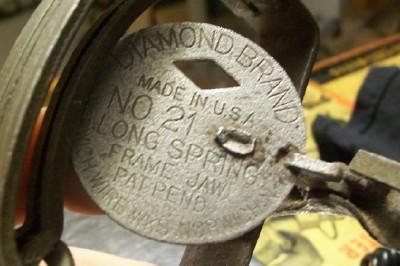 DIAMOND BRAND
MADE IN U.S.A.
NO 21
LONG SPRING
FRAME JAW
PAT PEND